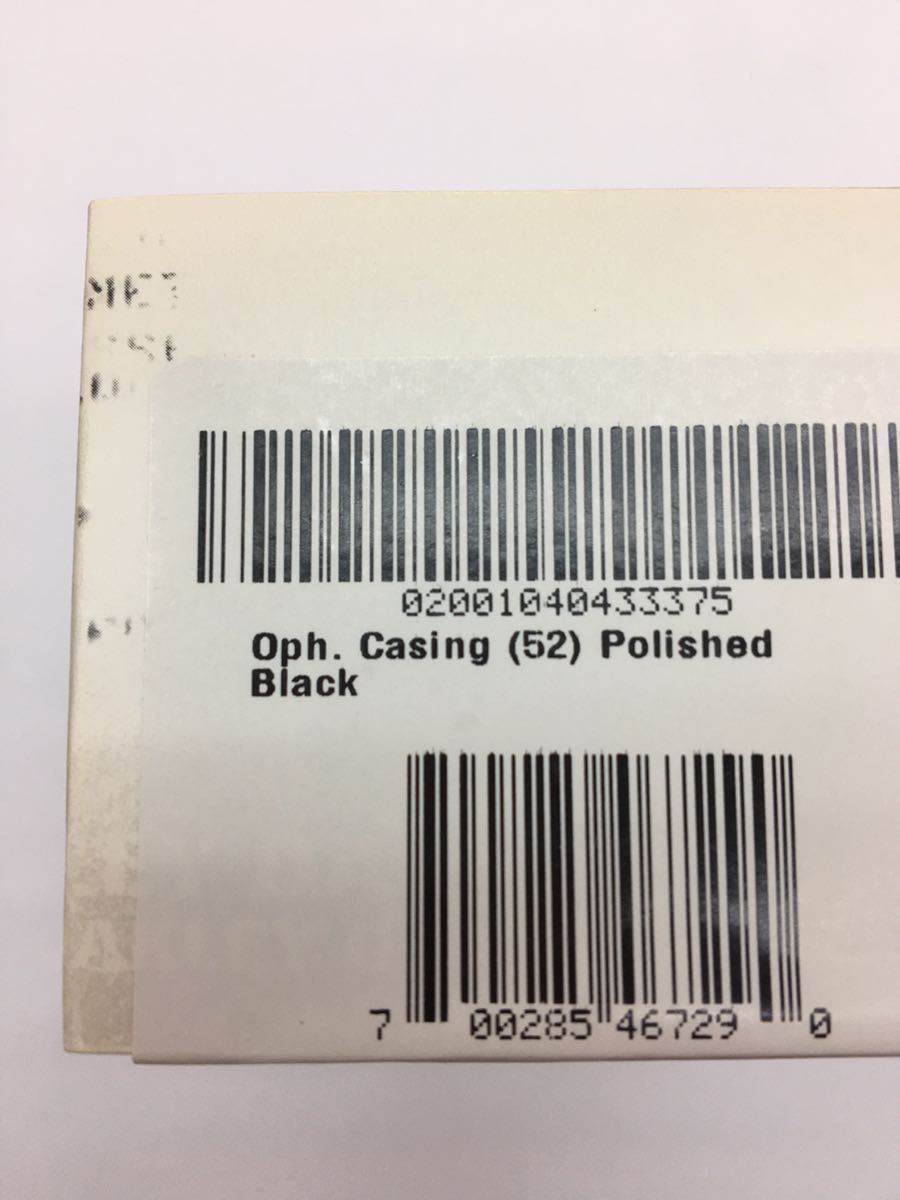 02001040433375
Oph. Casing (52) Polished
Black
7 00285 46729 0